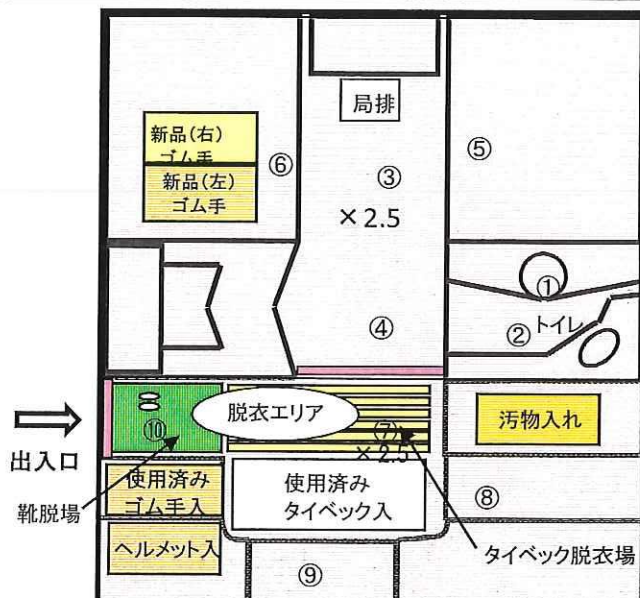 局排
新品(右)
ゴム手
新品(左)
ゴム手
⑥
③
⑤
×2.5
①
④
②
トイレ
出入口
⑩
脱衣エリア
⑦
×2.5
汚物入れ
靴脱場
使用済み
ゴム手入
使用済み
タイベック入
⑧
ヘルメット入
⑨
タイベック脱衣場